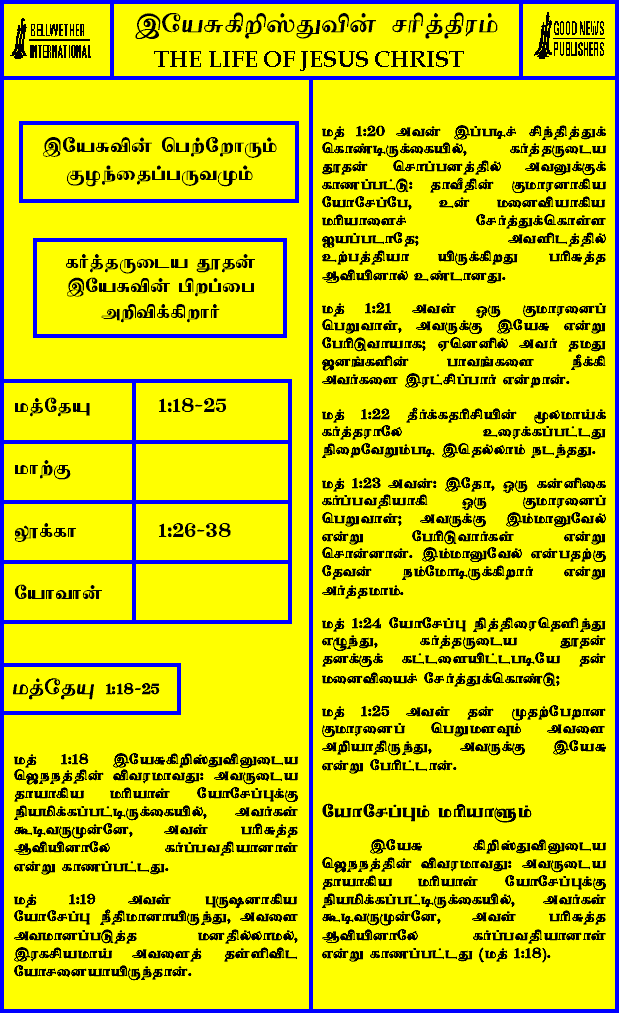 BELLWETHER
INTERNATIONAL
இயேசுகிறிஸ்துவின் சரித்திரம்
THE LIFE OF JESUS CHRIST
GOOD NEWS
PUBLISHERS
இயேசுவின் பெற்றோரும்
குழந்தைப்பருவமும்
கர்த்தருடைய தூதன்
இயேசுவின் பிறப்பை
அறிவிக்கிறார்
மத்தேயு 1:18-25
மாற்கு
லூக்கா 1:26-38
யோவான்
மத்தேயு 1:18-25
மத் 1:18 இயேசுகிறிஸ்துவினுடைய
ஜெநநத்தின் விவரமாவது: அவருடைய
தாயாகிய மரியாள் யோசேப்புக்கு
நியமிக்கப்பட்டிருக்கையில், அவர்கள்
கூடிவருமுன்னே, அவள் பரிசுத்த
ஆவியினாலே கர்ப்பவதியானாள்
என்று காணப்பட்டது.
மத் 1:19 அவள் புருஷனாகிய
யோசேப்பு நீதிமானாயிருந்து, அவளை
அவமானப்படுத்த மனதில்லாமல்,
இரகசியமாய் அவளைத் தள்ளிவிட
யோசனையாயிருந்தான்.
மத் 1:20 அவன் இப்படிச் சிந்தித்துக்
கொண்டிருக்கையில், கர்த்தருடைய
தூதன் சொப்பனத்தில் அவனுக்குக்
காணப்பட்டு: தாவீதின் குமாரனாகிய
யோசேப்பே, உன் மனைவியாகிய
மரியாளைச் சேர்த்துக்கொள்ள
ஐயப்படாதே; அவளிடத்தில்
உற்பத்தியா யிருக்கிறது பரிசுத்த
ஆவியினால் உண்டானது.
மத் 1:21 அவள் ஒரு குமாரனைப்
பெறுவாள், அவருக்கு இயேசு என்று
பேரிடுவாயாக; ஏனெனில் அவர் தமது
ஜனங்களின் பாவங்களை நீக்கி
அவர்களை இரட்சிப்பார் என்றான்.
மத் 1:22 தீர்க்கதரிசியின் மூலமாய்க்
கர்த்தராலே உரைக்கப்பட்டது
நிறைவேறும்படி இதெல்லாம் நடந்தது.
மத் 1:23 அவன்: இதோ, ஒரு கன்னிகை
கர்ப்பவதியாகி ஒரு குமாரனைப்
பெறுவாள்; அவருக்கு இம்மானுவேல்
என்று பேரிடுவார்கள் என்று
சொன்னான். இம்மானுவேல் என்பதற்கு
தேவன் நம்மோடிருக்கிறார் என்று
அர்த்தமாம்.
மத் 1:24 யோசேப்பு நித்திரைதெளிந்து
எழுந்து, கர்த்தருடைய தூதன்
தனக்குக் கட்டளையிட்டபடியே தன்
மனைவியைச் சேர்த்துக்கொண்டு;
மத் 1:25 அவள் தன் முதற்பேறான
குமாரனைப் பெறுமளவும் அவளை
அறியாதிருந்து, அவருக்கு இயேசு
என்று பேரிட்டான்.
யோசேப்பும் மரியாளும்
இயேசு கிறிஸ்துவினுடைய
ஜெநநத்தின் விவரமாவது: அவருடைய
தாயாகிய மரியாள் யோசேப்புக்கு
நியமிக்கப்பட்டிருக்கையில், அவர்கள்
கூடிவருமுன்னே, அவள் பரிசுத்த
ஆவியினாலே கர்ப்பவதியானாள்
என்று காணப்பட்டது (மத் 1:18).